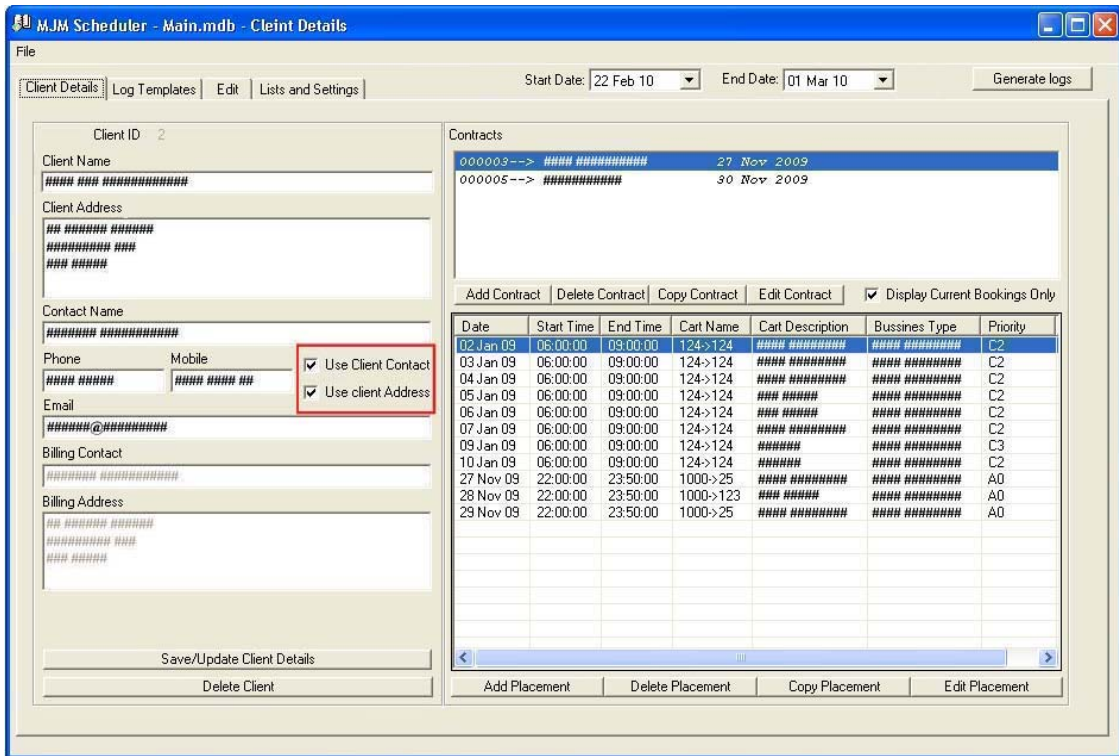 MJM Scheduler - Main.mdb - Cleint Details
File
Client Details Log Templates Edit Lists and Settings
Start Date: 22 Feb 10 End Date: 01 Mar 10 Generate logs
Client ID 2
Client Name
#### ### ############
Client Address
## ###### ######
######### ###
### #####
Contact Name
####### ###########
Phone Mobile
#### ##### #### #### ##
Use Client Contact
Use client Address
Email
######@#########
Billing Contact
####### ###########
Billing Address
## ###### ######
######### ###
### #####
Save/Update Client Details
Delete Client
Contracts
000003--> #### ########## 27 Nov 2009
000005--> ########### 30 Nov 2009
Add Contract Delete Contract Copy Contract Edit Contract Display Current Bookings Only
Date Start Time End Time Cart Name Cart Description Bussines Type Priority
02 Jan 09 06:00:00 09:00:00 124->124 #### ######## #### ######## C2
03 Jan 09 06:00:00 09:00:00 124->124 #### ######## #### ######## C2
04 Jan 09 06:00:00 09:00:00 124->124 #### ######## #### ######## C2
05 Jan 09 06:00:00 09:00:00 124->124 ### ##### #### ######## C2
06 Jan 09 06:00:00 09:00:00 124->124 ### ##### #### ######## C2
07 Jan 09 06:00:00 09:00:00 124->124 #### ######## #### ######## C2
09 Jan 09 06:00:00 09:00:00 124->124 ###### #### ######## C3
10 Jan 09 06:00:00 09:00:00 124->124 ###### #### ######## C2
27 Nov 09 22:00:00 23:50:00 1000->25 #### ######## #### ######## A0
28 Nov 09 22:00:00 23:50:00 1000->123 ### ##### #### ######## A0
29 Nov 09 22:00:00 23:50:00 1000->25 #### ######## #### ######## A0
Add Placement Delete Placement Copy Placement Edit Placement